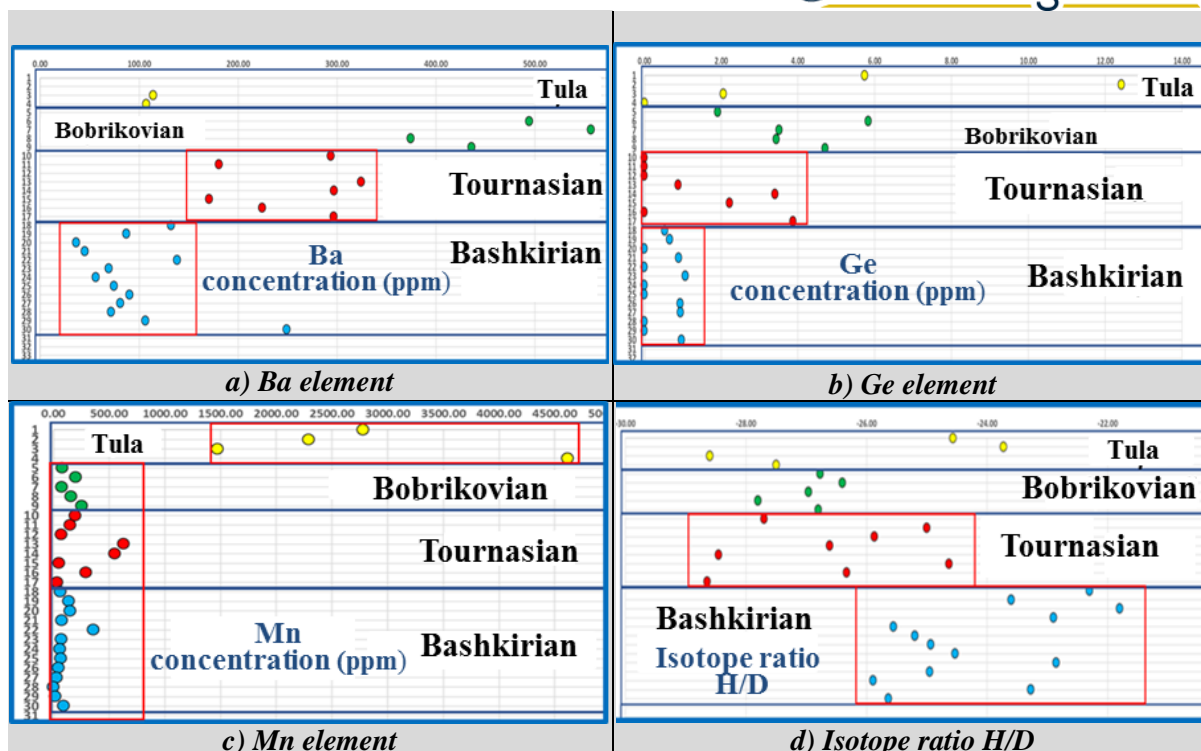 0.00 100.00 200.00 300.00 400.00 500.00
Tula
Bobrikovian
Tournasian
Bashkirian
Ba
concentration (ppm)
a) Ba element
0.00 2.00 4.00 6.00 8.00 10.00 12.00 14.00
Tula
Bobrikovian
Tournasian
Bashkirian
Ge
concentration (ppm)
b) Ge element
0.00 500.00 1000.00 1500.00 2000.00 2500.00 3000.00 3500.00 4000.00 4500.00
Tula
Bobrikovian
Tournasian
Bashkirian
Mn
concentration (ppm)
c) Mn element
-30.00 -28.00 -26.00 -24.00 -22.00
Tula
Bobrikovian
Tournasian
Bashkirian
Isotope ratio
H/D
d) Isotope ratio H/D